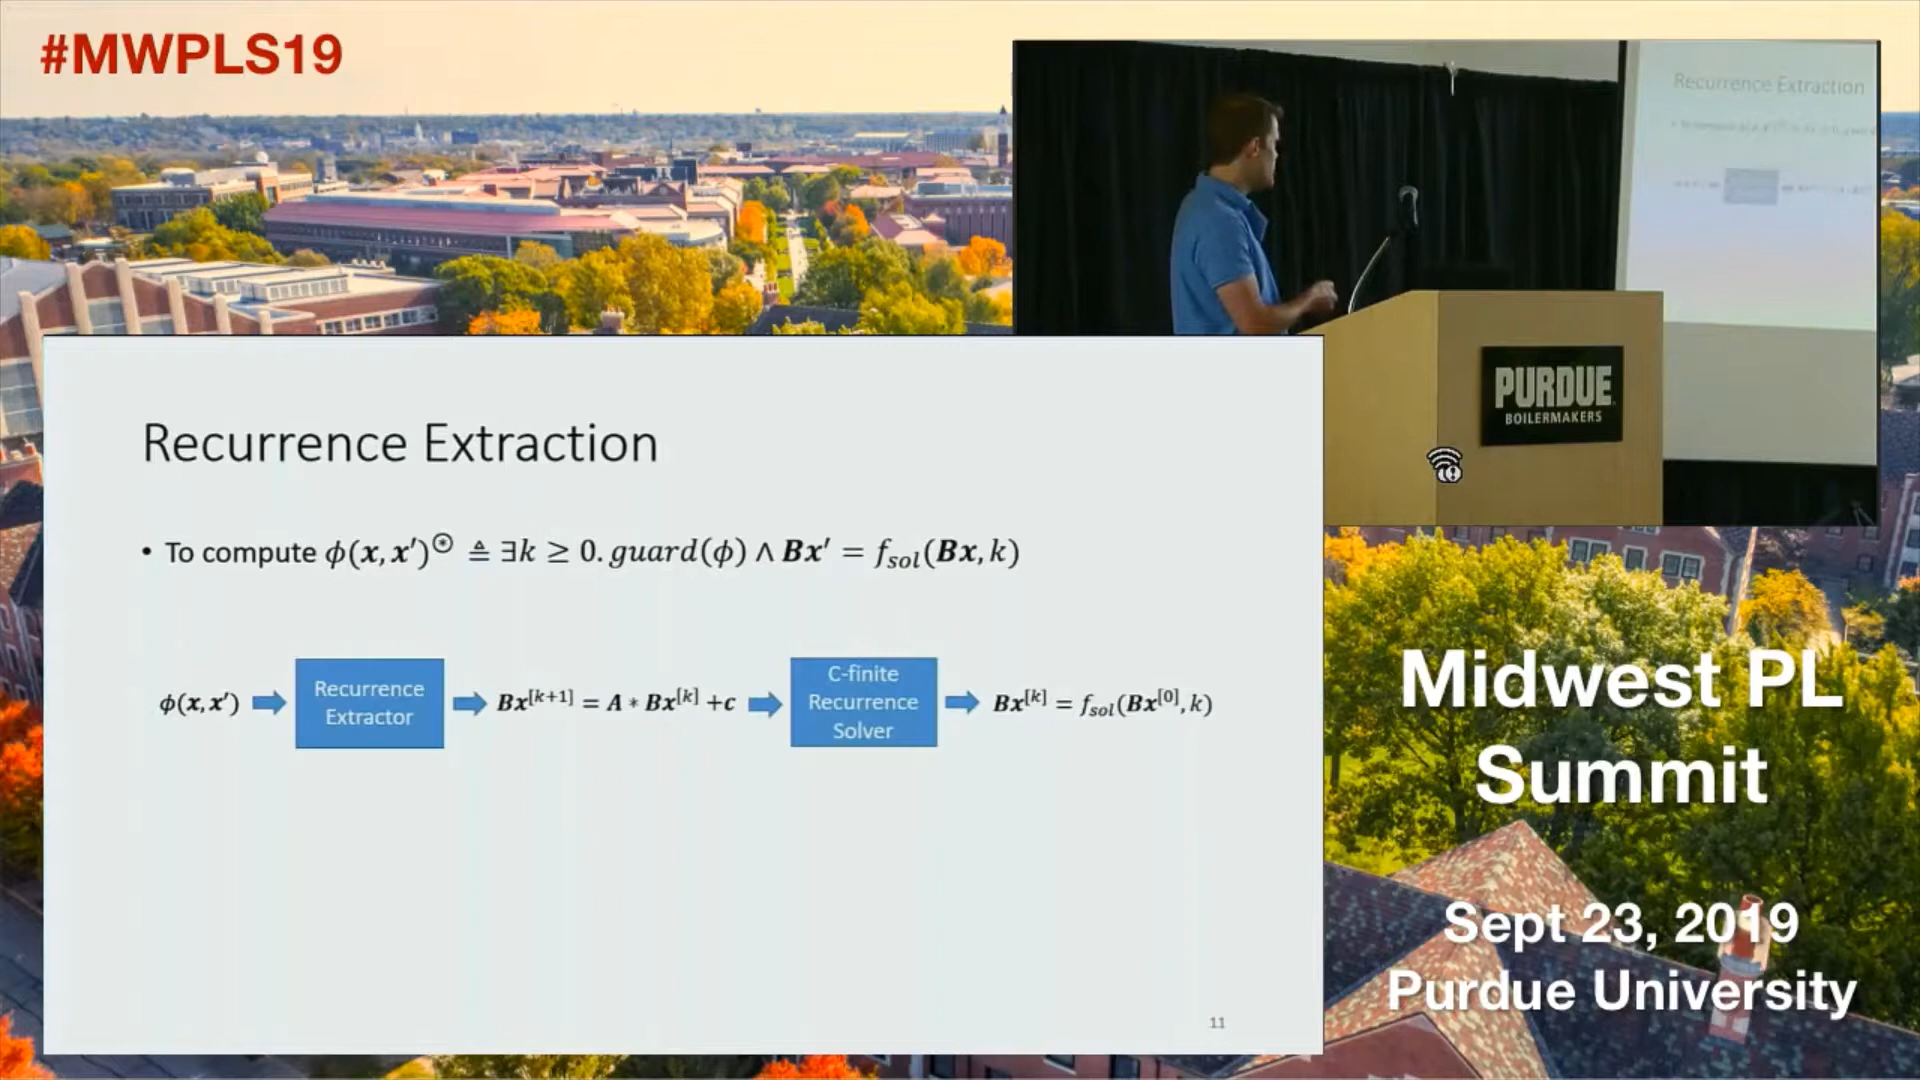 #MWPLS19
Recurrence Extraction
PURDUE
BOILERMAKERS
Recurrence Extraction
• To compute ϕ(x, x′)^⊛ ≜ ∃k ≥ 0. guard(ϕ) ∧ Bx′ = f_sol(Bx, k)
ϕ(x, x′)
Recurrence
Extractor
Bx^[k+1] = A * Bx^[k] + c
C-finite
Recurrence
Solver
Bx^[k] = f_sol(Bx^[0], k)
11
Midwest PL
Summit
Sept 23, 2019
Purdue University